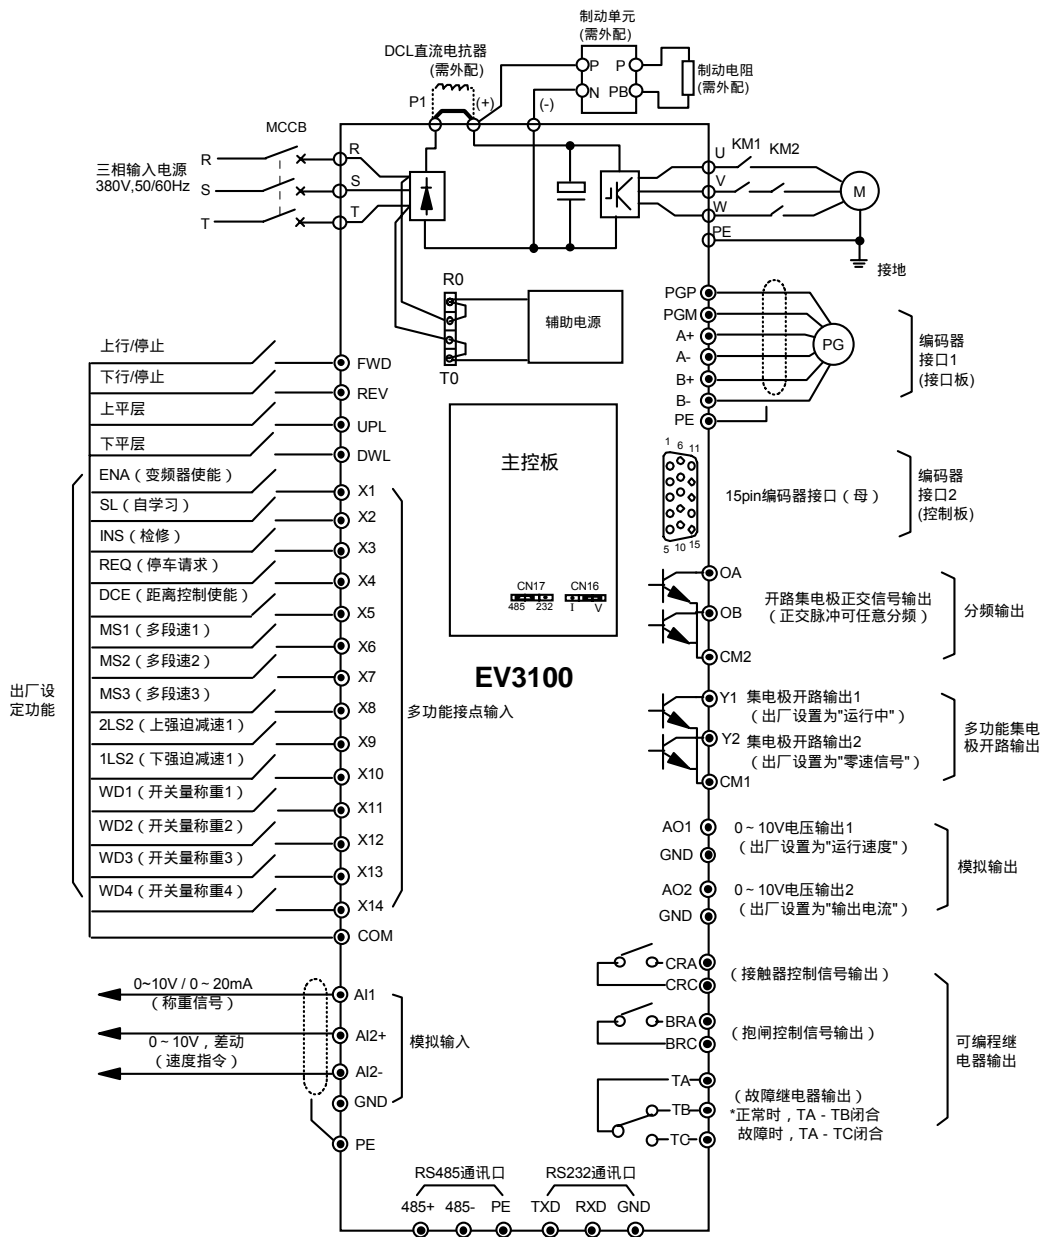 制动单元
(需外配)
DCL直流电抗器
(需外配)
P
P
N
PB
制动电阻
(需外配)
P1
(+)
(-)
MCCB
三相输入电源
380V,50/60Hz
R
S
T
R
S
T
U
V
W
PE
KM1
KM2
M
接地
R0
T0
辅助电源
PGP
PGM
A+
A-
B+
B-
PE
PG
编码器
接口1
(接口板)
上行/停止
FWD
下行/停止
REV
上平层
UPL
下平层
DWL
ENA（变频器使能）
X1
SL（自学习）
X2
INS（检修）
X3
REQ（停车请求）
X4
DCE（距离控制使能）
X5
MS1（多段速1）
X6
MS2（多段速2）
X7
MS3（多段速3）
X8
2LS2（上强迫减速1）
X9
1LS2（下强迫减速1）
X10
WD1（开关量称重1）
X11
WD2（开关量称重2）
X12
WD3（开关量称重3）
X13
WD4（开关量称重4）
X14
COM
出厂设
定功能
多功能接点输入
主控板
CN17
485 232
CN16
I V
EV3100
1 6 11
5 10 15
15pin编码器接口（母）
编码器
接口2
(控制板)
OA
OB
CM2
开路集电极正交信号输出
（正交脉冲可任意分频）
分频输出
Y1 集电极开路输出1
（出厂设置为"运行中"）
Y2 集电极开路输出2
（出厂设置为"零速信号"）
CM1
多功能集电
极开路输出
AO1
0～10V电压输出1
（出厂设置为"运行速度"）
GND
AO2
0～10V电压输出2
（出厂设置为"输出电流"）
GND
模拟输出
CRA
CRC
（接触器控制信号输出）
BRA
BRC
（抱闸控制信号输出）
TA
TB
TC
（故障继电器输出）
*正常时，TA - TB闭合
故障时，TA - TC闭合
可编程继
电器输出
0~10V / 0～20mA
（称重信号）
AI1
0～10V，差动
（速度指令）
AI2+
AI2-
GND
PE
模拟输入
RS485通讯口
RS232通讯口
485+ 485- PE TXD RXD GND